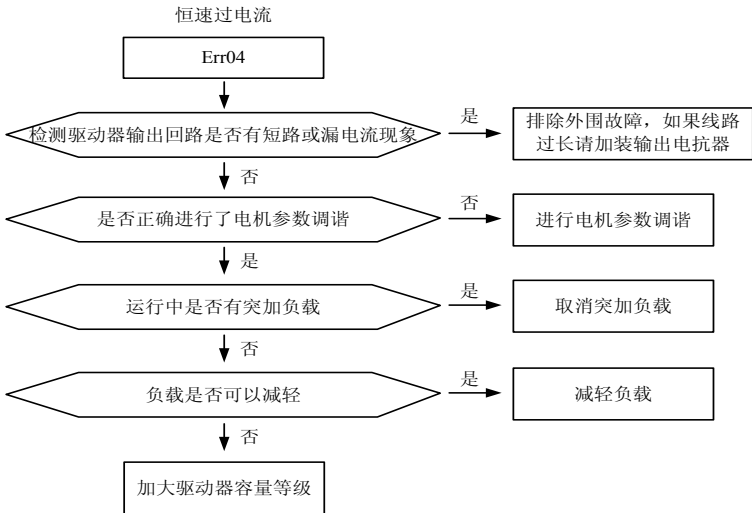 恒速过电流
Err04
检测驱动器输出回路是否有短路或漏电流现象
是
排除外围故障，如果线路
过长请加装输出电抗器
否
是否正确进行了电机参数调谐
否
进行电机参数调谐
是
运行中是否有突加负载
是
取消突加负载
否
负载是否可以减轻
是
减轻负载
否
加大驱动器容量等级